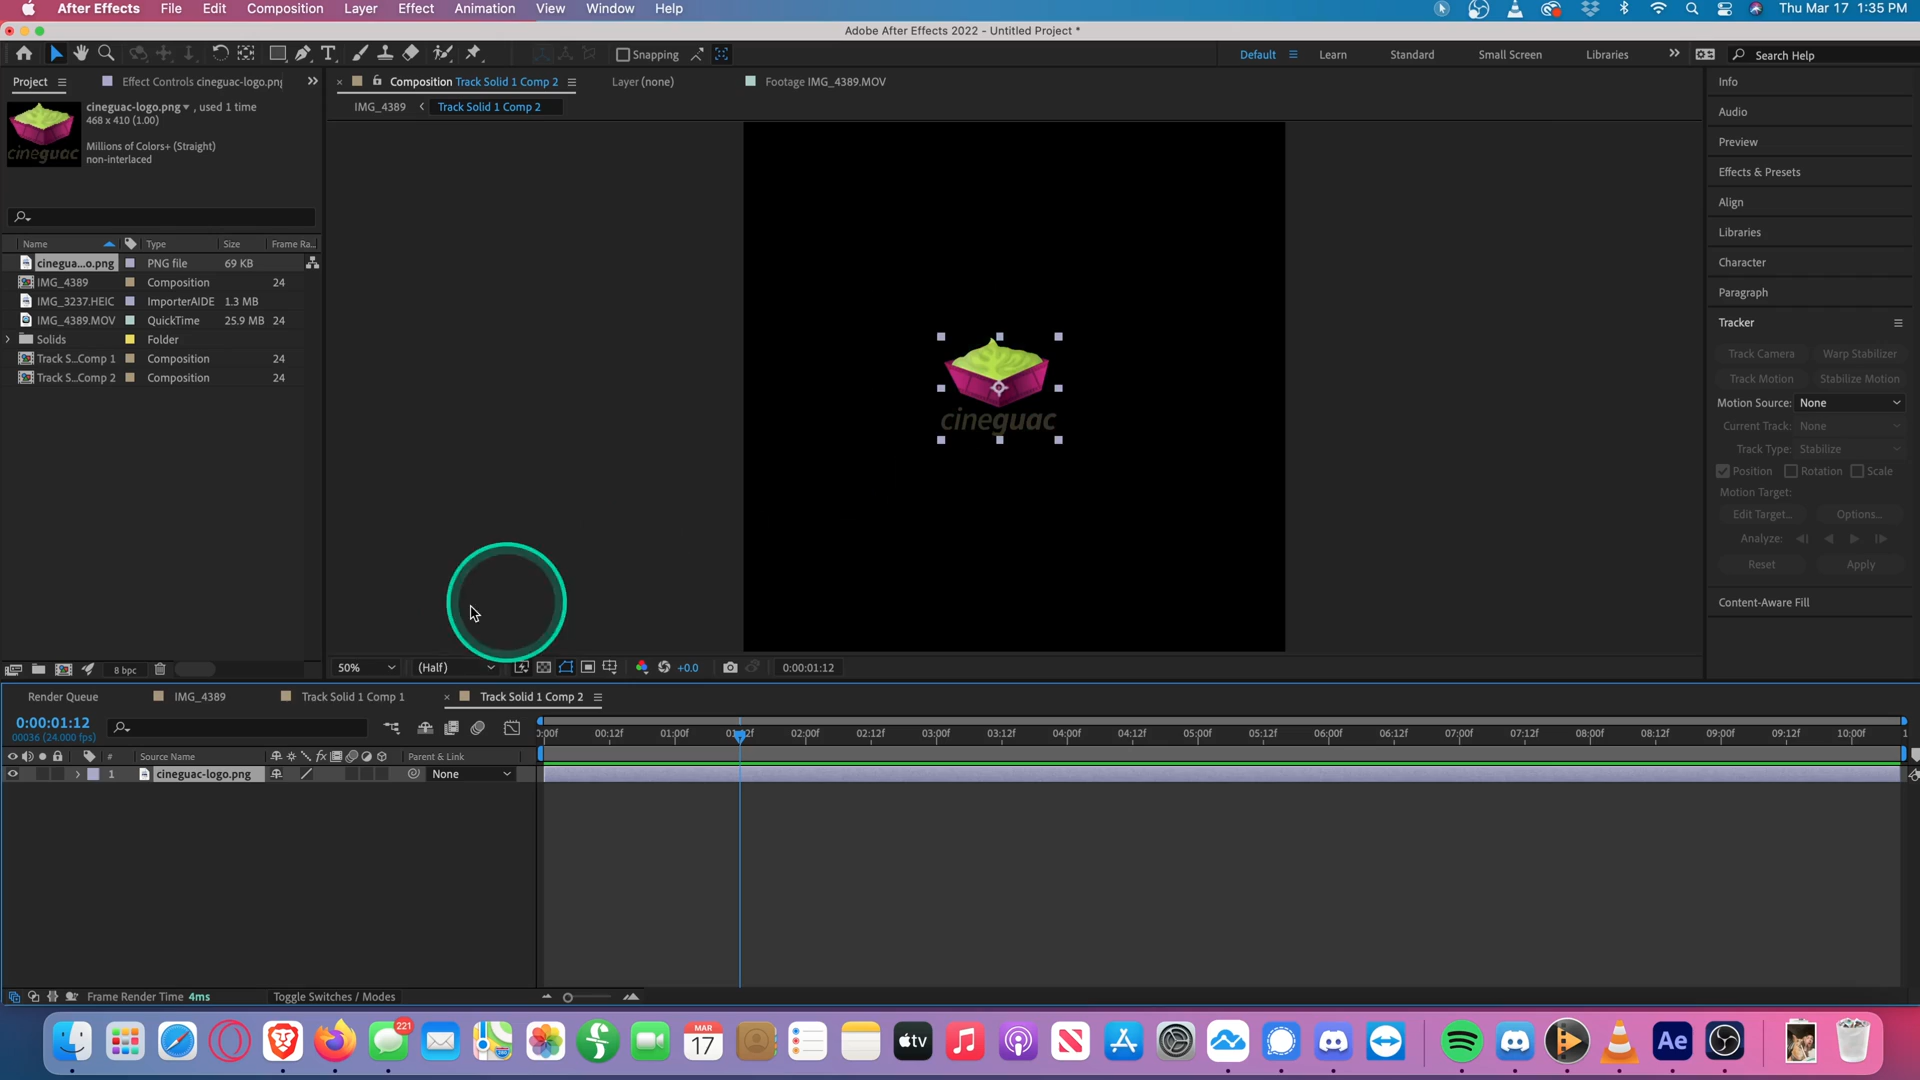 After Effects File Edit Composition Layer Effect Animation View Window Help Thu Mar 17 1:35 PM
Adobe After Effects 2022 - Untitled Project *
Snapping Default Learn Standard Small Screen Libraries Search Help
Project Effect Controls cineguac-logo.png Composition Track Solid 1 Comp 2 Layer (none) Footage IMG_4389.MOV
IMG_4389 Track Solid 1 Comp 2
cineguac-logo.png , used 1 time
468 x 410 (1.00)
Millions of Colors+ (Straight)
non-interlaced
cineguac
Name Type Size Frame Ra...
cinegua...o.png PNG file 69 KB
IMG_4389 Composition 24
IMG_3237.HEIC ImporterAIDE 1.3 MB
IMG_4389.MOV QuickTime 25.9 MB 24
Solids Folder
Track S...Comp 1 Composition 24
Track S...Comp 2 Composition 24
8 bpc
cineguac
50% (Half) +0.0 0:00:01:12
Info
Audio
Preview
Effects & Presets
Align
Libraries
Character
Paragraph
Tracker
Track Camera Warp Stabilizer
Track Motion Stabilize Motion
Motion Source: None
Current Track: None
Track Type: Stabilize
Position Rotation Scale
Motion Target:
Edit Target... Options...
Analyze:
Reset Apply
Content-Aware Fill
Render Queue IMG_4389 Track Solid 1 Comp 1 Track Solid 1 Comp 2
0:00:01:12
00036 (24.000 fps)
:00f 00:12f 01:00f 01:12f 02:00f 02:12f 03:00f 03:12f 04:00f 04:12f 05:00f 05:12f 06:00f 06:12f 07:00f 07:12f 08:00f 08:12f 09:00f 09:12f 10:00f 1
# Source Name fx Parent & Link
1 cineguac-logo.png None
Frame Render Time 4ms Toggle Switches / Modes
221
MAR
17
tv
Ae